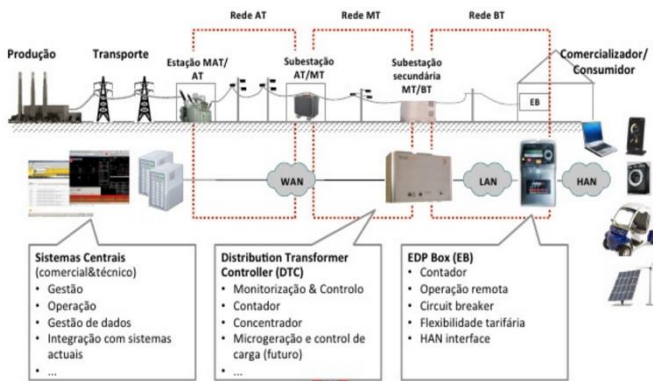 Rede AT
Rede MT
Rede BT
Produção
Transporte
Estação MAT/
AT
Subestação
AT/MT
Subestação
secundária
MT/BT
Comercializador/
Consumidor
EB
WAN
LAN
HAN
Sistemas Centrais
(comercial&técnico)
• Gestão
• Operação
• Gestão de dados
• Integração com sistemas
actuais
• ...
Distribution Transformer
Controller (DTC)
• Monitorização & Controlo
• Contador
• Concentrador
• Microgeração e control de
carga (futuro)
• ...
EDP Box (EB)
• Contador
• Operação remota
• Circuit breaker
• Flexibilidade tarifária
• HAN interface